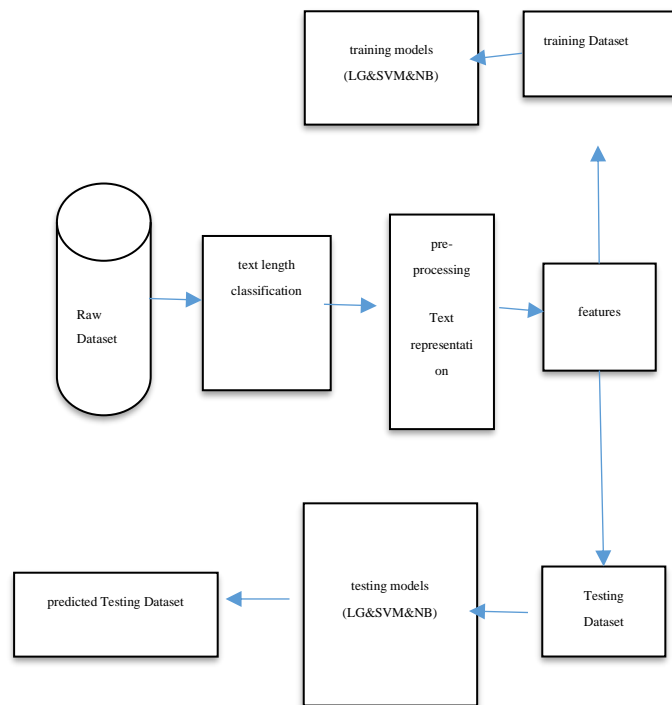 training models
(LG&SVM&NB)
training Dataset
Raw
Dataset
text length
classification
pre-
processing
Text
representati
on
features
predicted Testing Dataset
testing models
(LG&SVM&NB)
Testing
Dataset